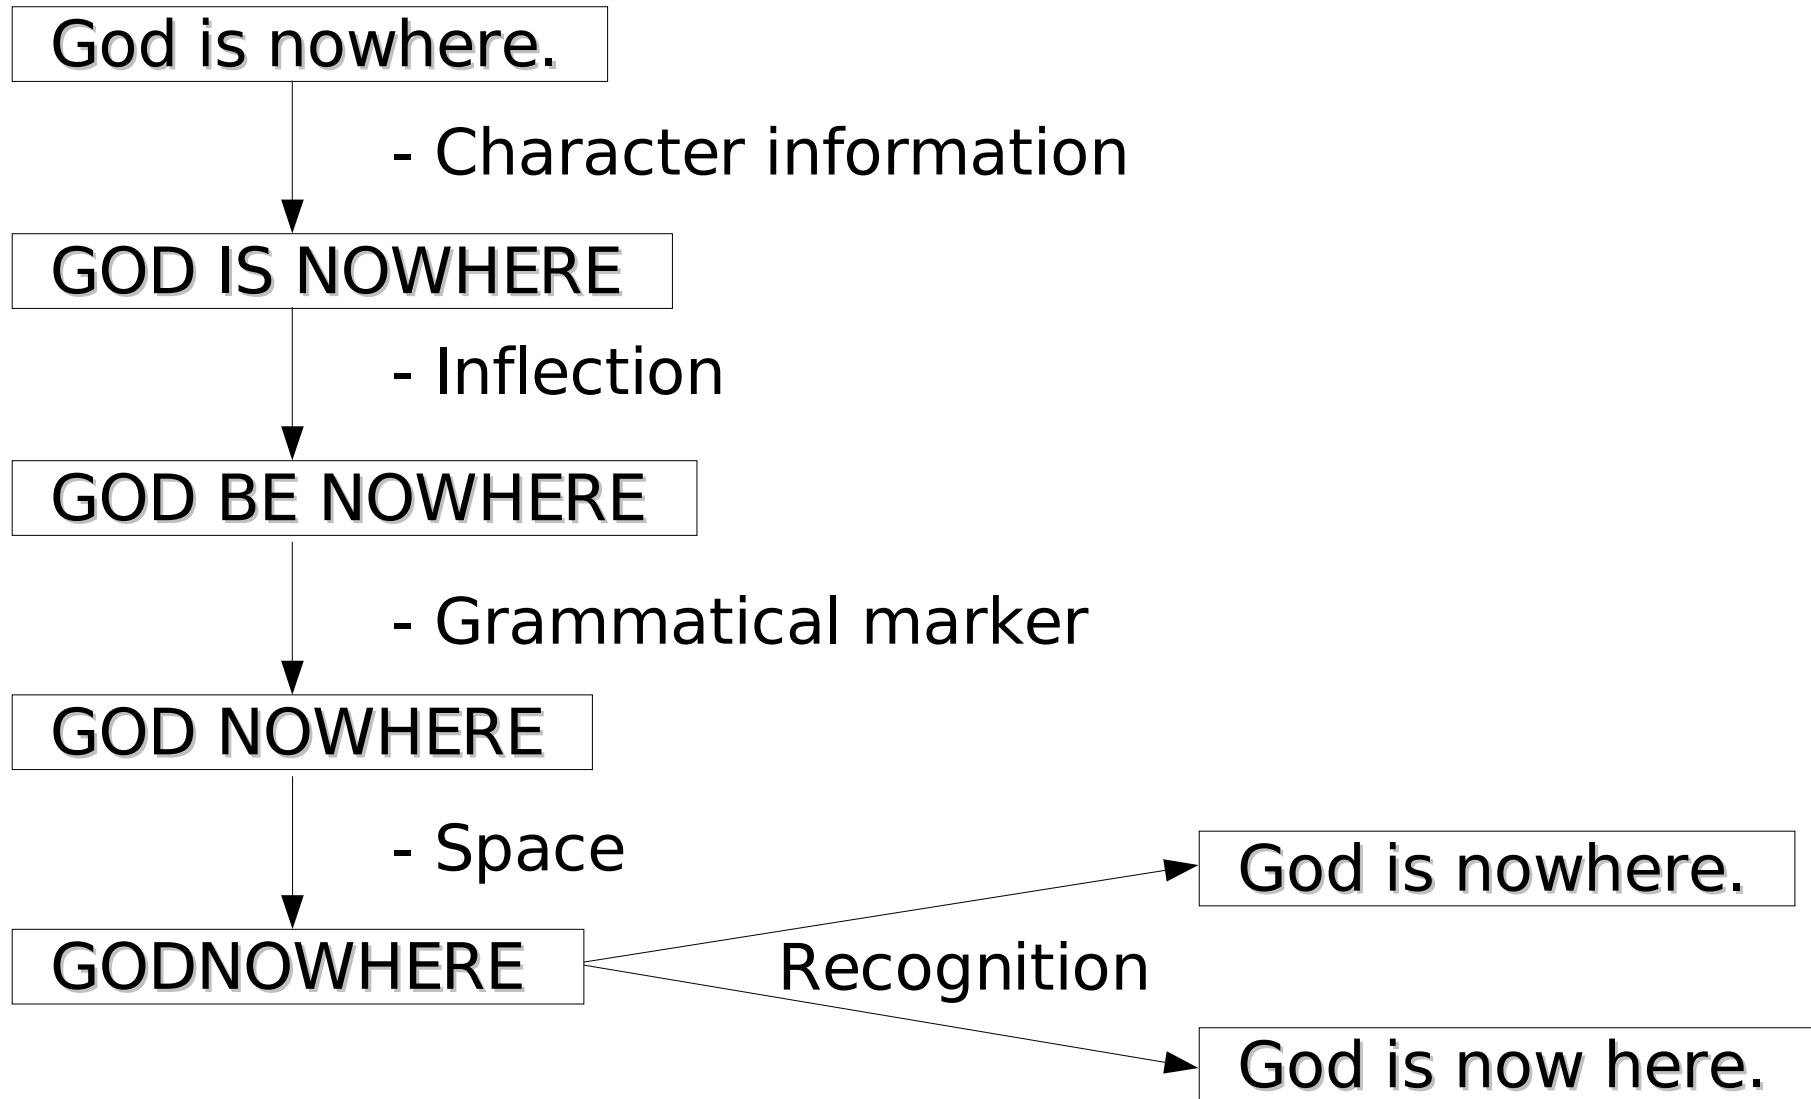 God is nowhere.
- Character information
GOD IS NOWHERE
- Inflection
GOD BE NOWHERE
- Grammatical marker
GOD NOWHERE
- Space
God is nowhere.
GODNOWHERE
Recognition
God is now here.